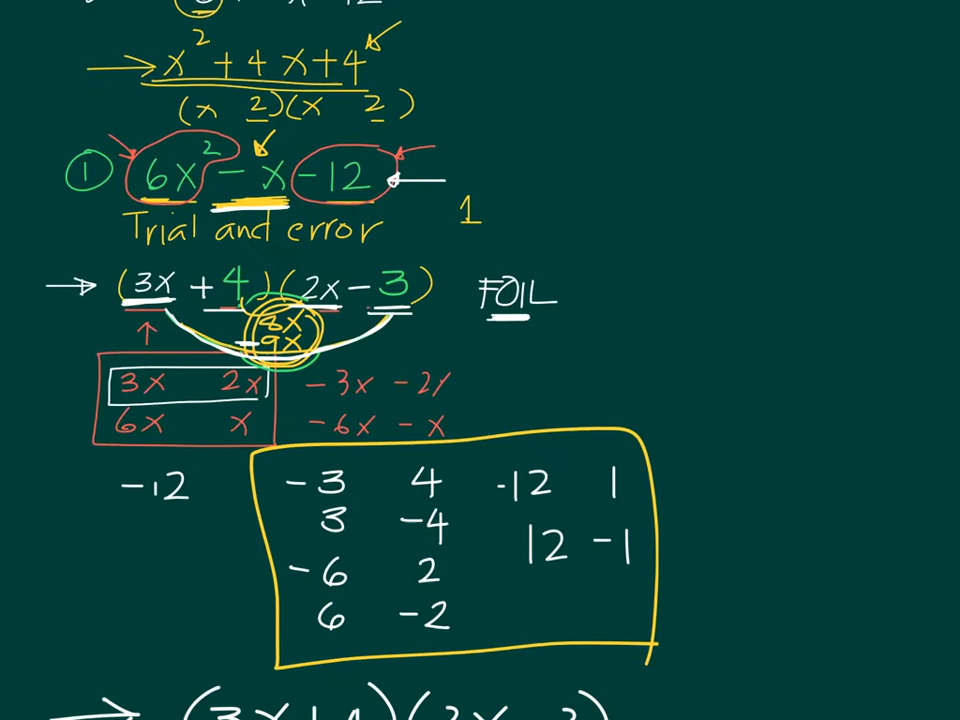 x² + 4x + 4
(x 2)(x 2)
① 6x² - x - 12
1
Trial and error
(3x + 4)(2x - 3) FOIL
8x
- 9x
3x 2x - 3x - 2x
6x x - 6x - x
-12 - 3 4 -12 1
3 -4
12 -1
- 6 2
6 -2
(3x + 4)(2x - 3)